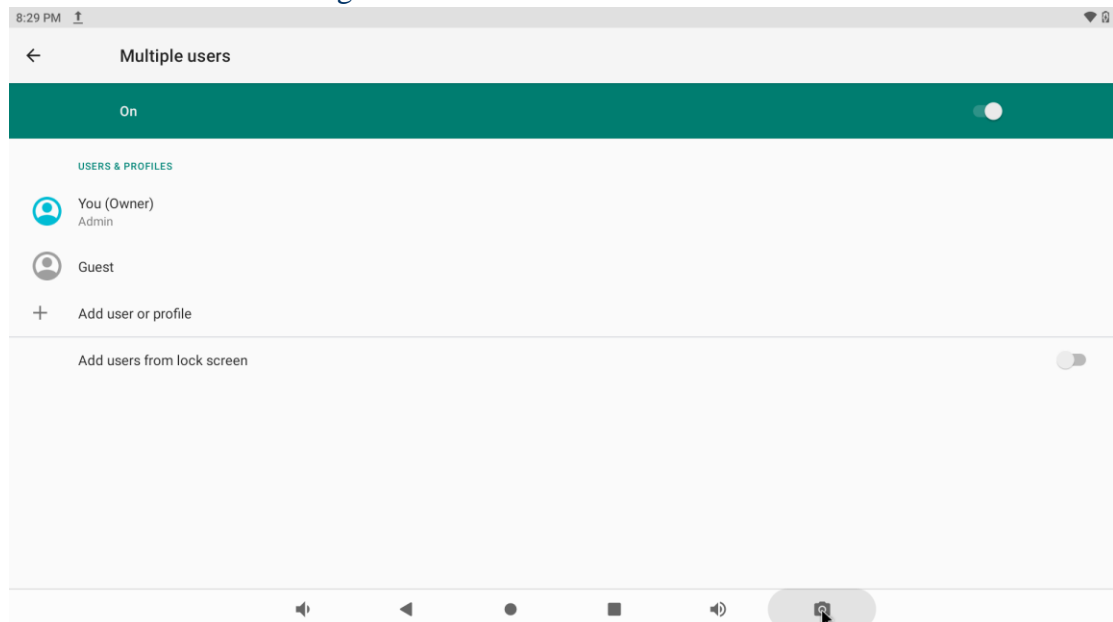 8:29 PM
Multiple users
On
USERS & PROFILES
You (Owner)
Admin
Guest
Add user or profile
Add users from lock screen